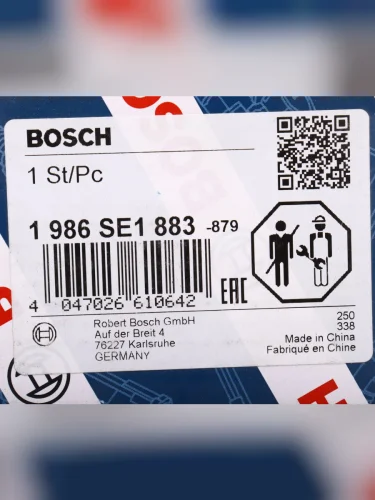 BOSCH
1 St/Pc
1 986 SE1 883 -879
4 047026 610642
EAC
Robert Bosch GmbH
Auf der Breit 4
76227 Karlsruhe
GERMANY
250
338
Made in China
Fabriqué en Chine